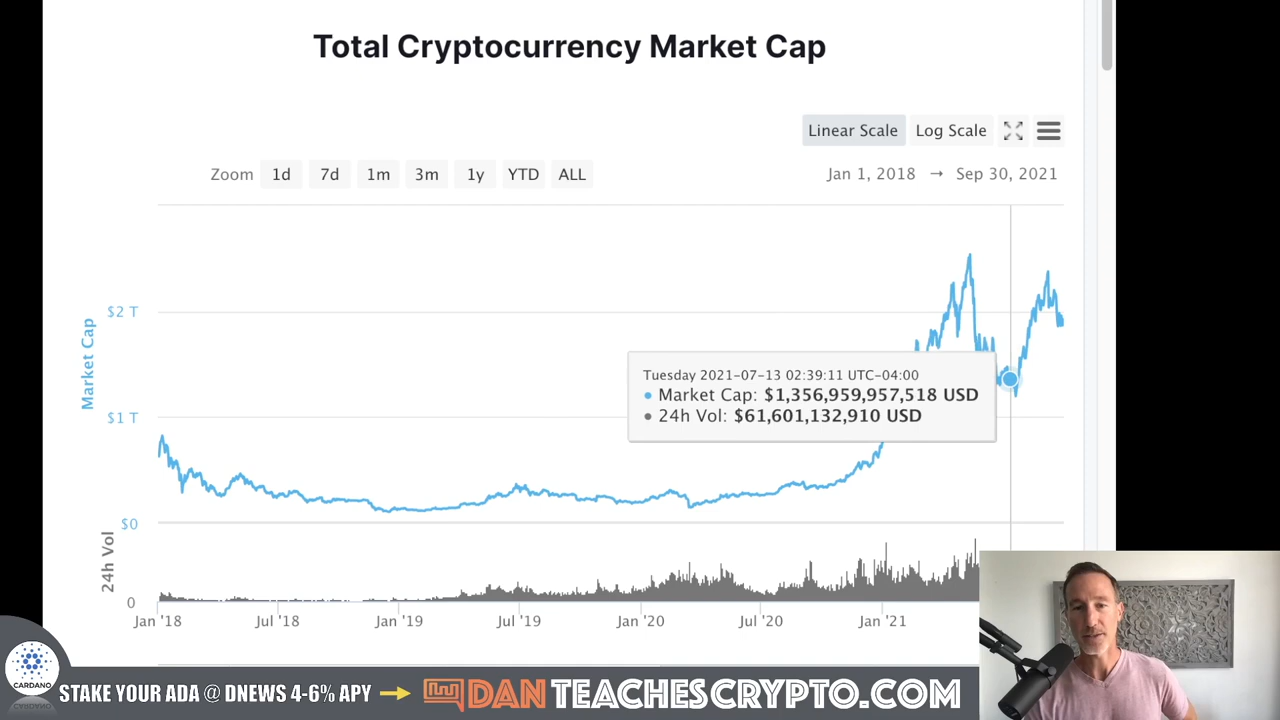 Total Cryptocurrency Market Cap
Linear Scale Log Scale
Zoom 1d 7d 1m 3m 1y YTD ALL Jan 1, 2018 → Sep 30, 2021
$2 T
Market Cap
$1 T
$0
Tuesday 2021-07-13 02:39:11 UTC-04:00
● Market Cap: $1,356,959,957,518 USD
● 24h Vol: $61,601,132,910 USD
24h Vol
0
Jan '18 Jul '18 Jan '19 Jul '19 Jan '20 Jul '20 Jan '21
CARDANO
STAKE YOUR ADA @ DNEWS 4-6% APY → DAN TEACHESCRYPTO.COM